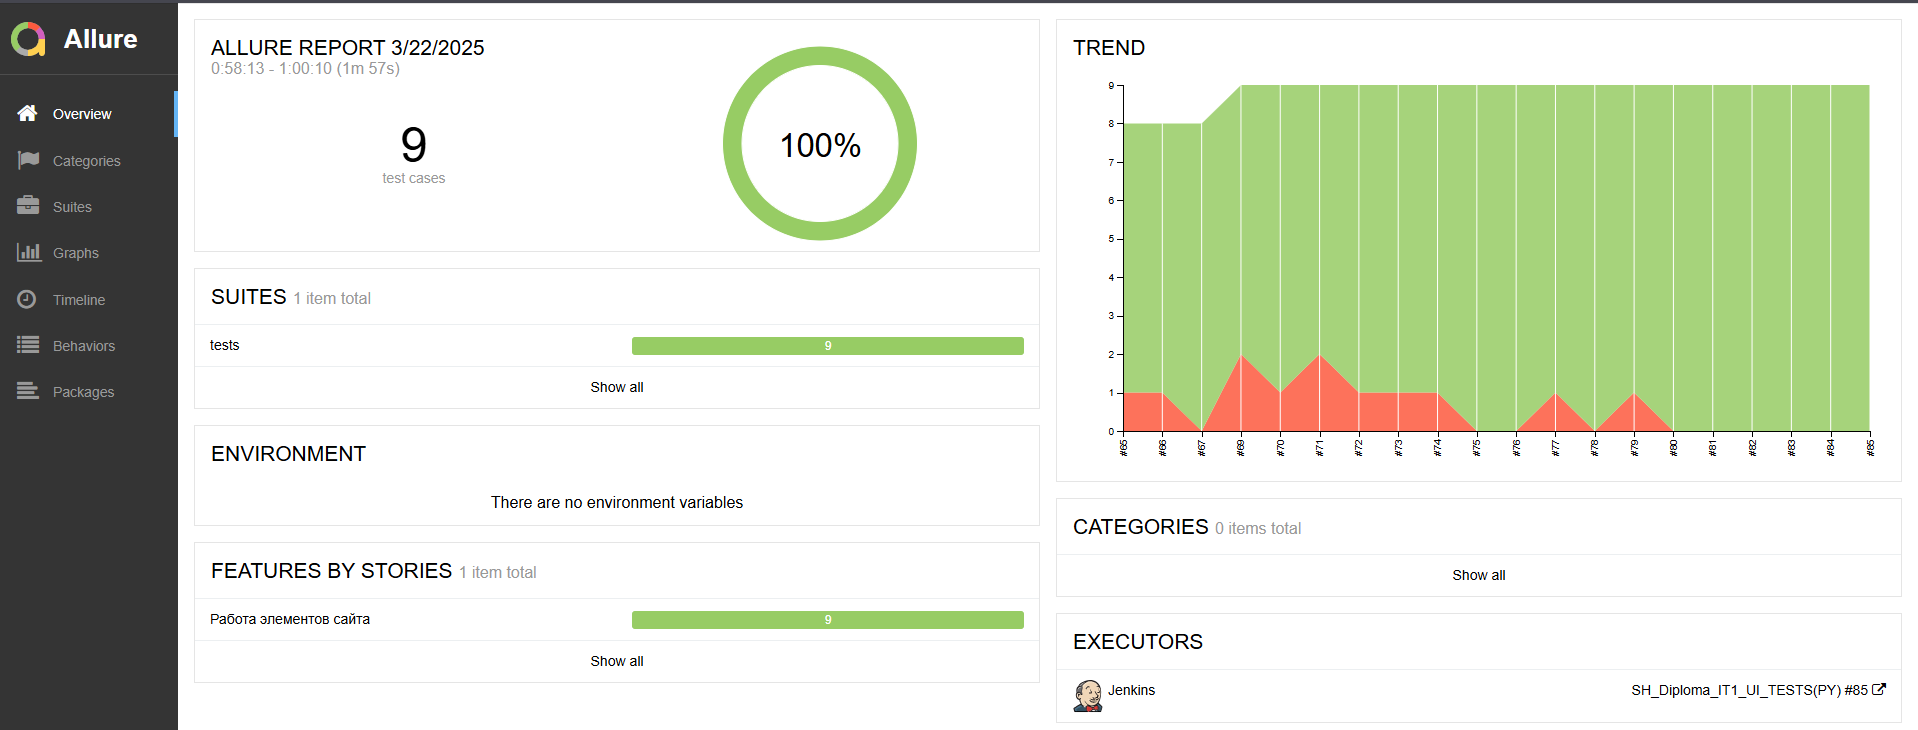 Allure
Overview
Categories
Suites
Graphs
Timeline
Behaviors
Packages
ALLURE REPORT 3/22/2025
0:58:13 - 1:00:10 (1m 57s)
9
test cases
100%
SUITES 1 item total
tests 9
Show all
ENVIRONMENT
There are no environment variables
FEATURES BY STORIES 1 item total
Работа элементов сайта 9
Show all
TREND
9
8
7
6
5
4
3
2
1
0
#65 #66 #67 #69 #70 #71 #72 #73 #74 #75 #76 #77 #78 #79 #80 #81 #82 #83 #84 #85
CATEGORIES 0 items total
Show all
EXECUTORS
Jenkins SH_Diploma_IT1_UI_TESTS(PY) #85